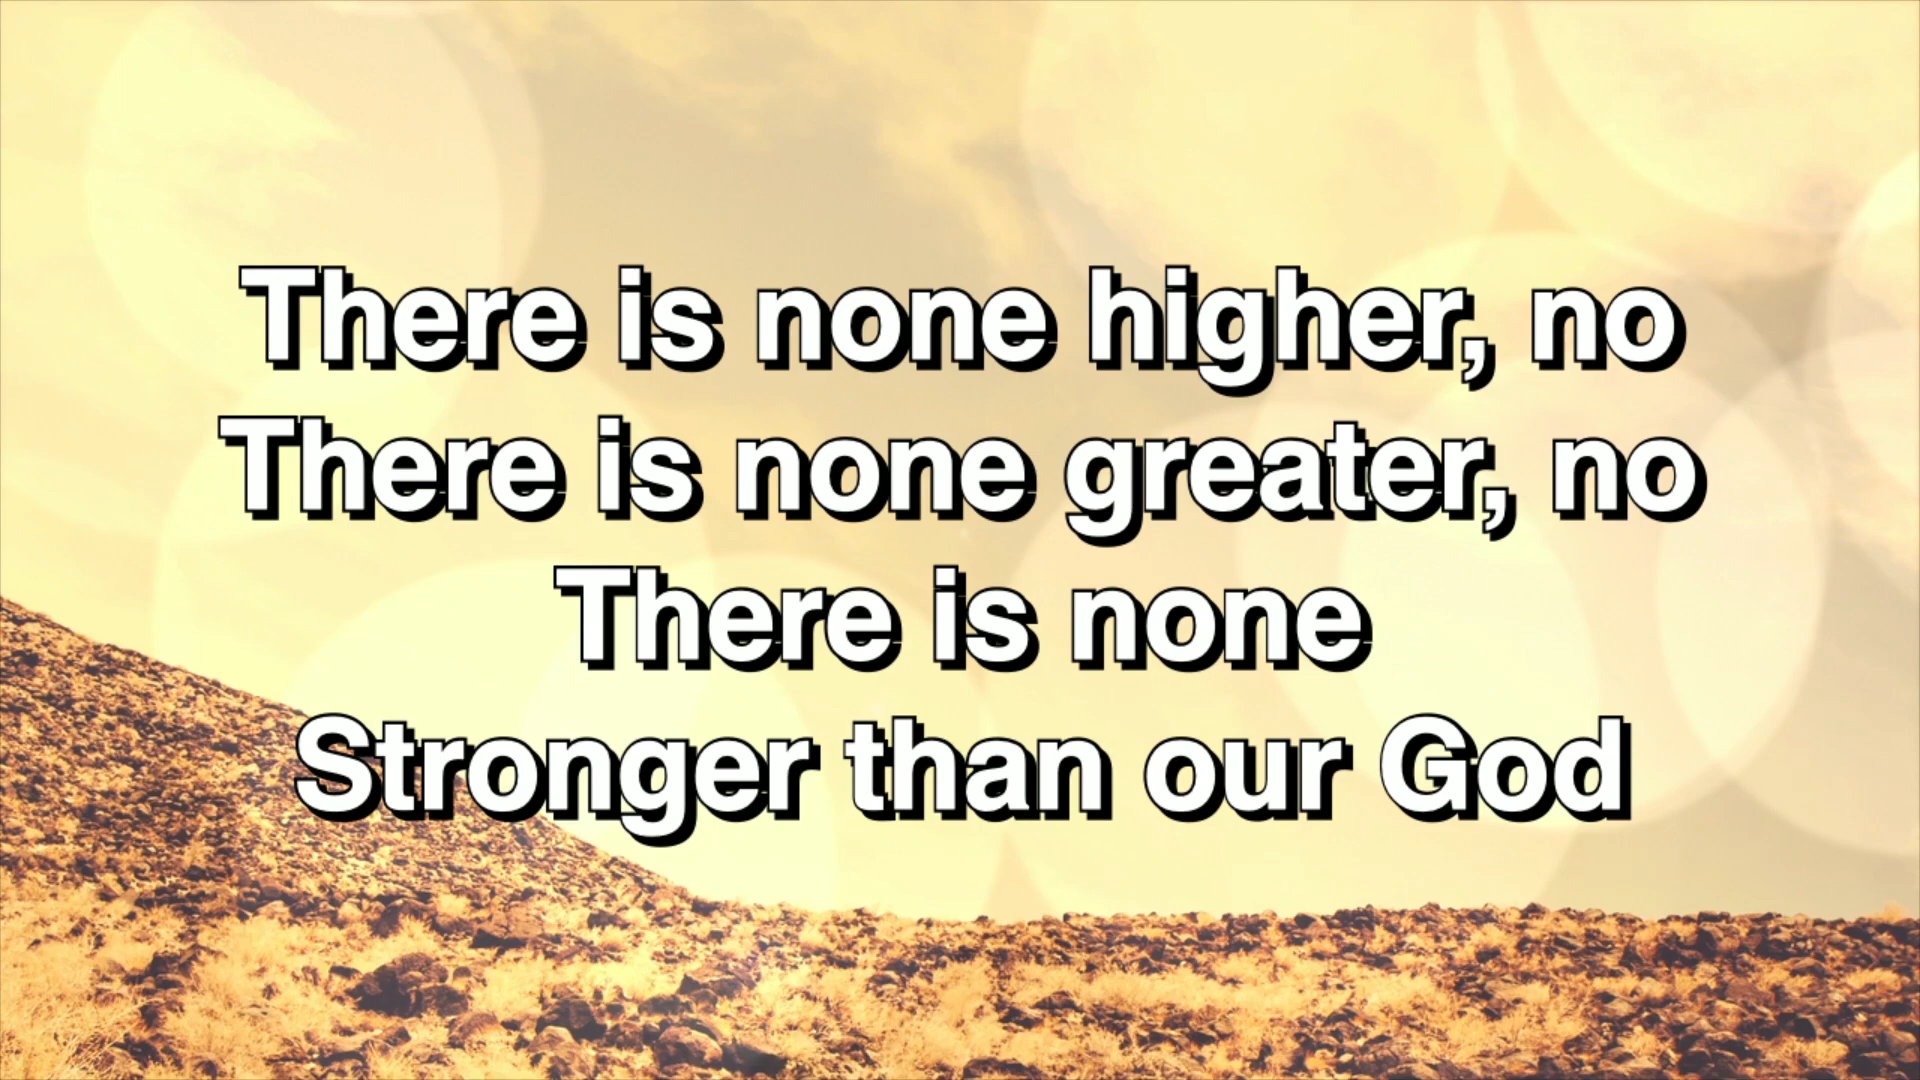 There is none higher, no
There is none greater, no
There is none
Stronger than our God